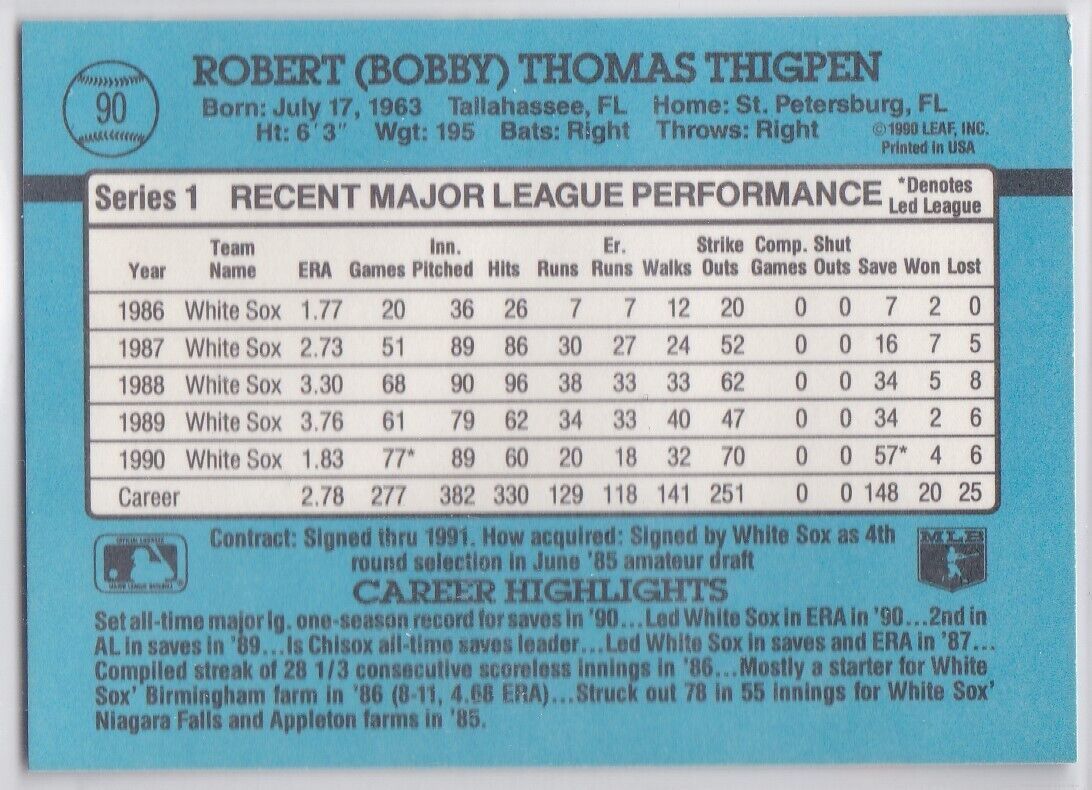 90
ROBERT (BOBBY) THOMAS THIGPEN
Born: July 17, 1963 Tallahassee, FL Home: St. Petersburg, FL
Ht: 6'3" Wgt: 195 Bats: Right Throws: Right
©1990 LEAF, INC.
Printed in USA
Series 1 RECENT MAJOR LEAGUE PERFORMANCE *Denotes Led League
Year Team Name ERA Games Inn. Pitched Hits Runs Er. Runs Walks Strike Outs Comp. Games Shut Outs Save Won Lost
1986 White Sox 1.77 20 36 26 7 7 12 20 0 0 7 2 0
1987 White Sox 2.73 51 89 86 30 27 24 52 0 0 16 7 5
1988 White Sox 3.30 68 90 96 38 33 33 62 0 0 34 5 8
1989 White Sox 3.76 61 79 62 34 33 40 47 0 0 34 2 6
1990 White Sox 1.83 77* 89 60 20 18 32 70 0 0 57* 4 6
Career 2.78 277 382 330 129 118 141 251 0 0 148 20 25
Contract: Signed thru 1991. How acquired: Signed by White Sox as 4th
round selection in June '85 amateur draft
OFFICIAL LICENSEE
MAJOR LEAGUE BASEBALL
MLB
CAREER HIGHLIGHTS
Set all-time major lg. one-season record for saves in '90...Led White Sox in ERA in '90...2nd in
AL in saves in '89...Is Chisox all-time saves leader...Led White Sox in saves and ERA in '87...
Compiled streak of 28 1/3 consecutive scoreless innings in '86...Mostly a starter for White
Sox' Birmingham farm in '86 (8-11, 4.68 ERA)...Struck out 78 in 55 innings for White Sox'
Niagara Falls and Appleton farms in '85.